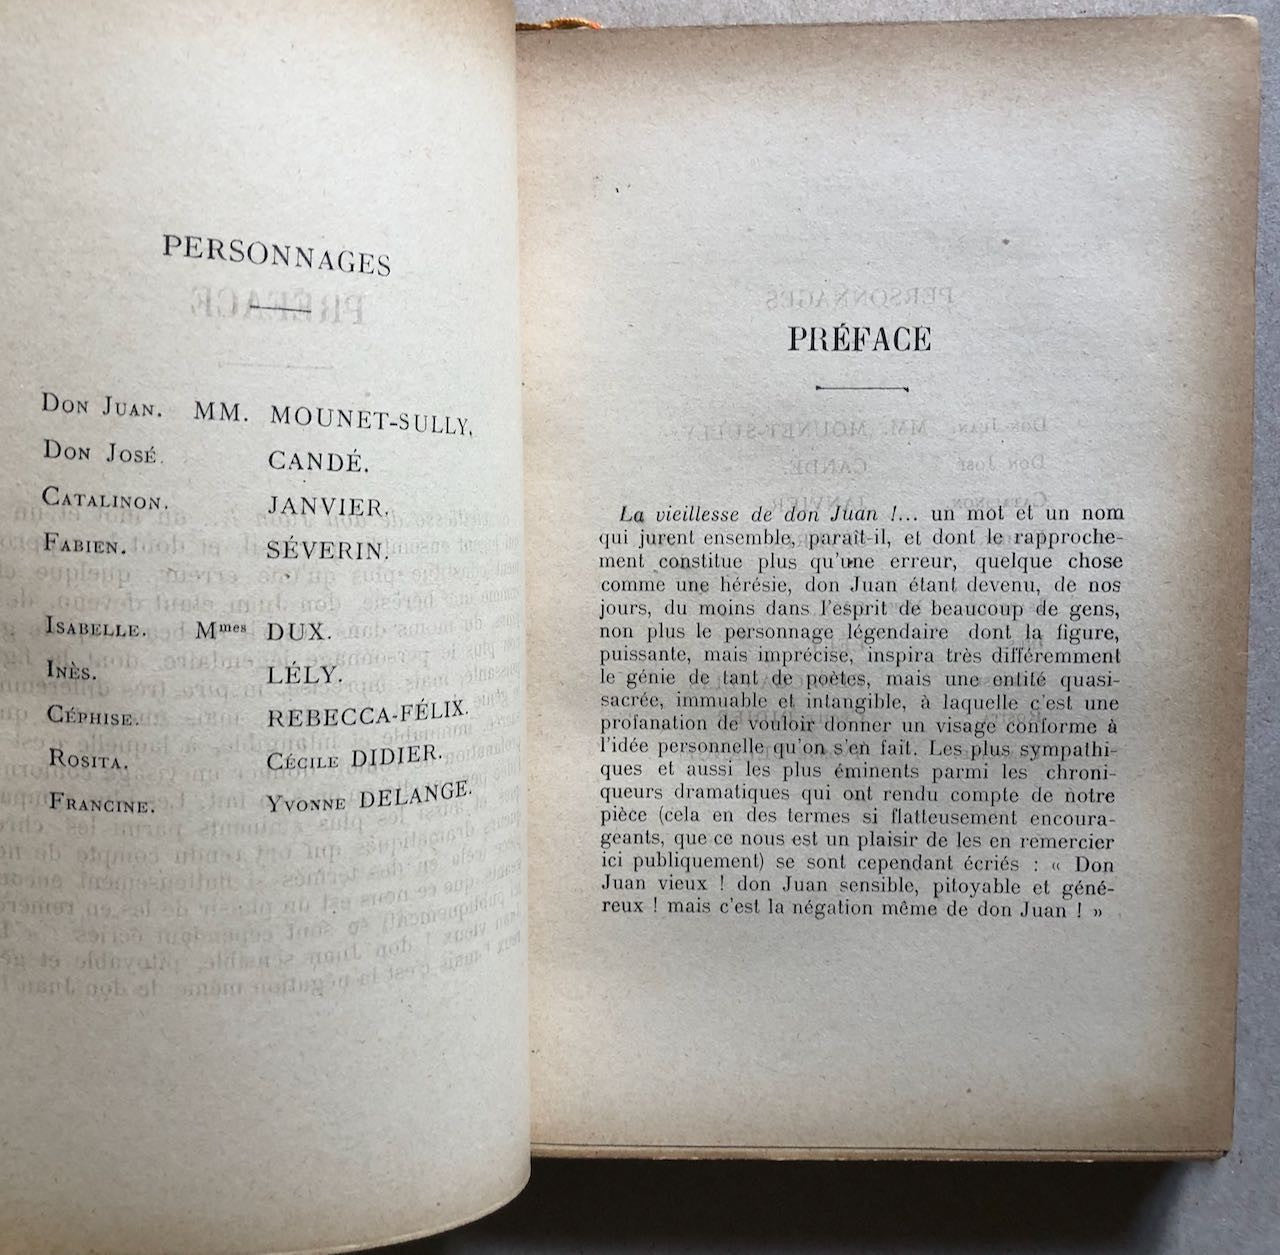 PERSONNAGES
Don Juan. MM. MOUNET-SULLY.
Don José. CANDÉ.
Catalinon. JANVIER.
Fabien. SÉVERIN.
Isabelle. Mmes DUX.
Inès. LÉLY.
Céphise. REBECCA-FÉLIX.
Rosita. Cécile DIDIER.
Francine. Yvonne DELANGE.
PRÉFACE
La vieillesse de don Juan !... un mot et un nom
qui jurent ensemble, paraît-il, et dont le rapproche-
ment constitue plus qu'une erreur, quelque chose
comme une hérésie, don Juan étant devenu, de nos
jours, du moins dans l'esprit de beaucoup de gens,
non plus le personnage légendaire dont la figure,
puissante, mais imprécise, inspira très différemment
le génie de tant de poètes, mais une entité quasi-
sacrée, immuable et intangible, à laquelle c'est une
profanation de vouloir donner un visage conforme à
l'idée personnelle qu'on s'en fait. Les plus sympathi-
ques et aussi les plus éminents parmi les chroni-
queurs dramatiques qui ont rendu compte de notre
pièce (cela en des termes si flatteusement encoura-
geants, que ce nous est un plaisir de les en remercier
ici publiquement) se sont cependant écriés : « Don
Juan vieux ! don Juan sensible, pitoyable et géné-
reux ! mais c'est la négation même de don Juan ! »